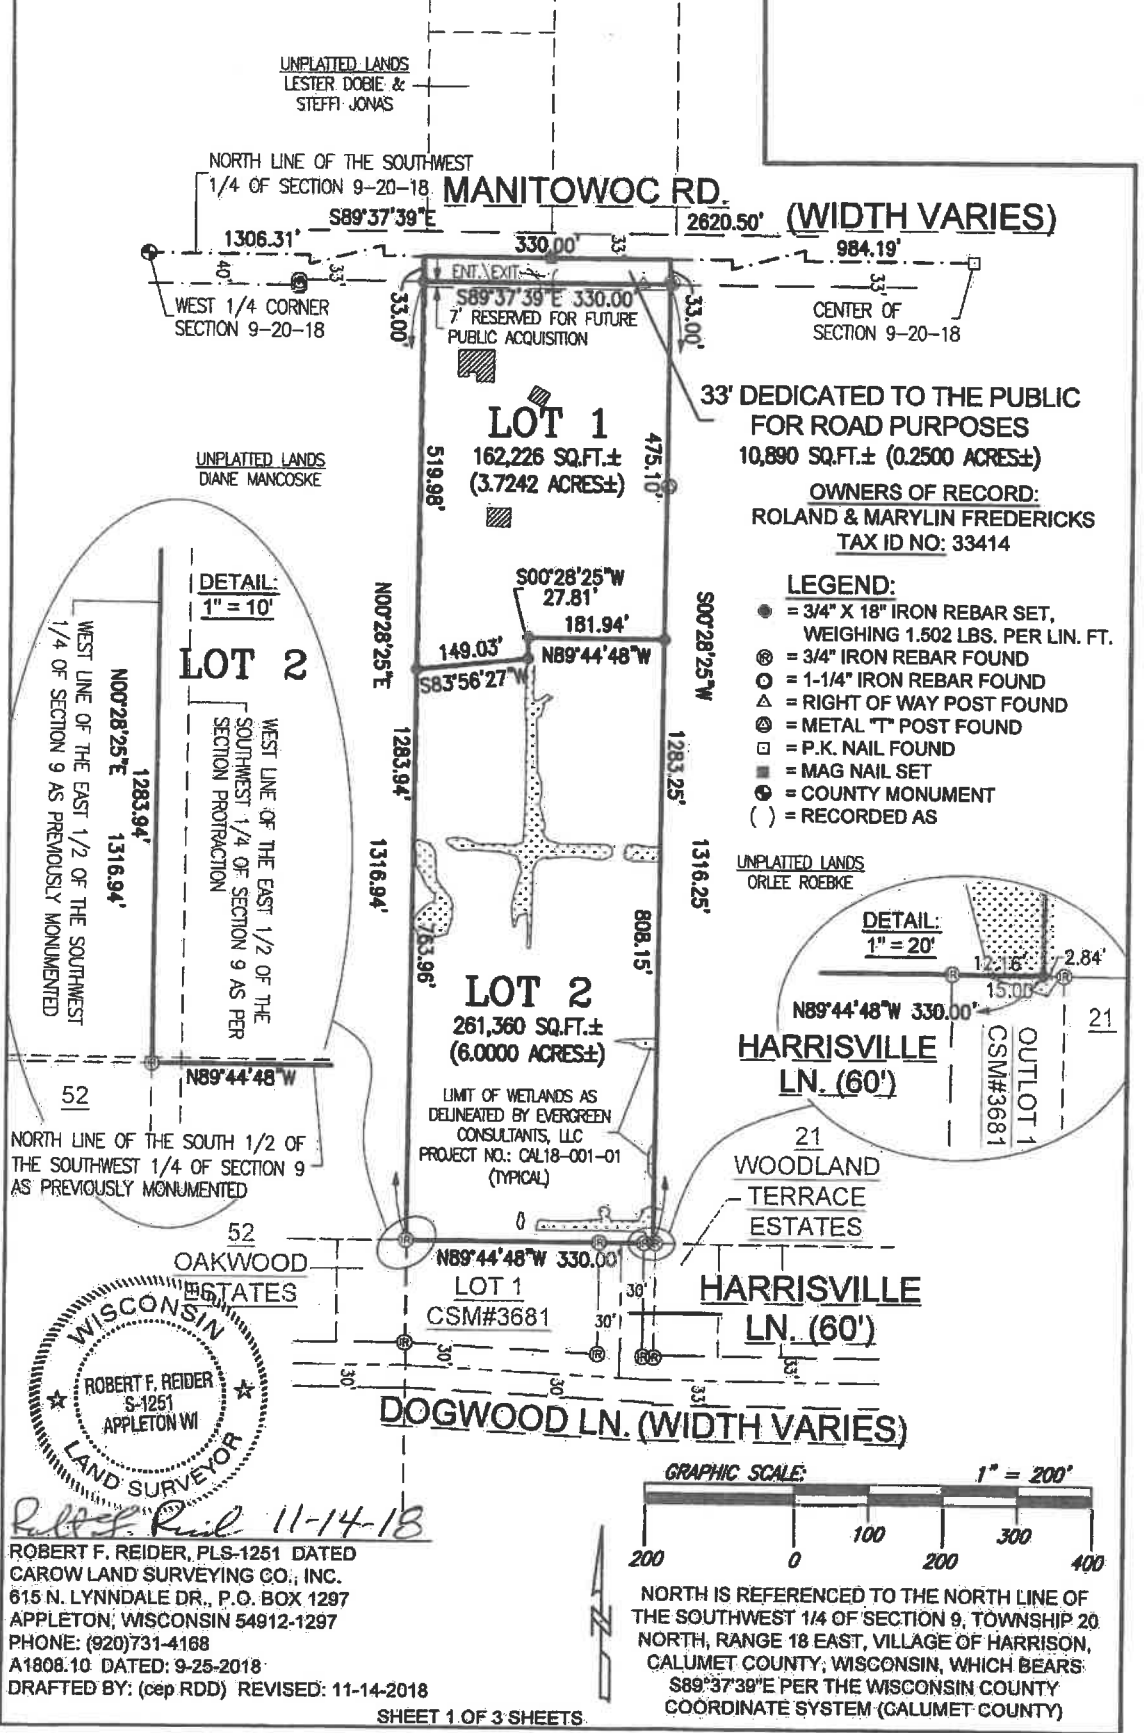 UNPLATTED LANDS
LESTER DOBIE &
STEFFI JONAS
NORTH LINE OF THE SOUTHWEST
1/4 OF SECTION 9-20-18
MANITOWOC RD.
(WIDTH VARIES)
S89°37'39"E
2620.50'
1306.31'
330.00'
33'
984.19'
40'
33'
33'
ENT./EXIT
S89°37'39"E 330.00'
33.00'
33.00'
7' RESERVED FOR FUTURE
PUBLIC ACQUISITION
WEST 1/4 CORNER
SECTION 9-20-18
CENTER OF
SECTION 9-20-18
33' DEDICATED TO THE PUBLIC
FOR ROAD PURPOSES
10,890 SQ.FT.± (0.2500 ACRES±)
LOT 1
162,226 SQ.FT.±
(3.7242 ACRES±)
519.98'
475.10'
UNPLATTED LANDS
DIANE MANCOSKE
OWNERS OF RECORD:
ROLAND & MARYLIN FREDERICKS
TAX ID NO: 33414
S00°28'25"W
27.81'
181.94'
N89°44'48"W
149.03'
S83°56'27"W
N00°28'25"E
1283.94'
1316.94'
S00°28'25"W
1283.25'
1316.25'
LEGEND:
= 3/4" X 18" IRON REBAR SET,
WEIGHING 1.502 LBS. PER LIN. FT.
= 3/4" IRON REBAR FOUND
= 1-1/4" IRON REBAR FOUND
= RIGHT OF WAY POST FOUND
= METAL "T" POST FOUND
= P.K. NAIL FOUND
= MAG NAIL SET
= COUNTY MONUMENT
( ) = RECORDED AS
DETAIL:
1" = 10'
LOT 2
WEST LINE OF THE EAST 1/2 OF THE SOUTHWEST
1/4 OF SECTION 9 AS PREVIOUSLY MONUMENTED
N00°28'25"E
1283.94'
1316.94'
WEST LINE OF THE EAST 1/2 OF THE
SOUTHWEST 1/4 OF SECTION 9 AS PER
SECTION PROTRACTION
N89°44'48"W
52
NORTH LINE OF THE SOUTH 1/2 OF
THE SOUTHWEST 1/4 OF SECTION 9
AS PREVIOUSLY MONUMENTED
UNPLATTED LANDS
ORLEE ROEBKE
DETAIL:
1" = 20'
12.16'
2.84'
15.00'
N89°44'48"W 330.00'
21
HARRISVILLE
LN. (60')
OUTLOT 1
CSM#3681
763.96'
808.15'
LOT 2
261,360 SQ.FT.±
(6.0000 ACRES±)
LIMIT OF WETLANDS AS
DELINEATED BY EVERGREEN
CONSULTANTS, LLC
PROJECT NO.: CAL18-001-01
(TYPICAL)
21
WOODLAND
TERRACE
ESTATES
52
OAKWOOD
ESTATES
N89°44'48"W 330.00'
LOT 1
CSM#3681
30'
30'
HARRISVILLE
LN. (60')
30'
30'
30'
33'
33'
DOGWOOD LN. (WIDTH VARIES)
WISCONSIN
ROBERT F. REIDER
S-1251
APPLETON WI
LAND SURVEYOR
11-14-18
ROBERT F. REIDER, PLS-1251 DATED
CAROW LAND SURVEYING CO., INC.
615 N. LYNNDALE DR., P.O. BOX 1297
APPLETON, WISCONSIN 54912-1297
PHONE: (920)731-4168
A1808.10 DATED: 9-25-2018
DRAFTED BY: (cep RDD) REVISED: 11-14-2018
SHEET 1 OF 3 SHEETS
GRAPHIC SCALE: 1" = 200'
200 0 100 200 300 400
N
NORTH IS REFERENCED TO THE NORTH LINE OF
THE SOUTHWEST 1/4 OF SECTION 9, TOWNSHIP 20
NORTH, RANGE 18 EAST, VILLAGE OF HARRISON,
CALUMET COUNTY, WISCONSIN, WHICH BEARS
S89°37'39"E PER THE WISCONSIN COUNTY
COORDINATE SYSTEM (CALUMET COUNTY)